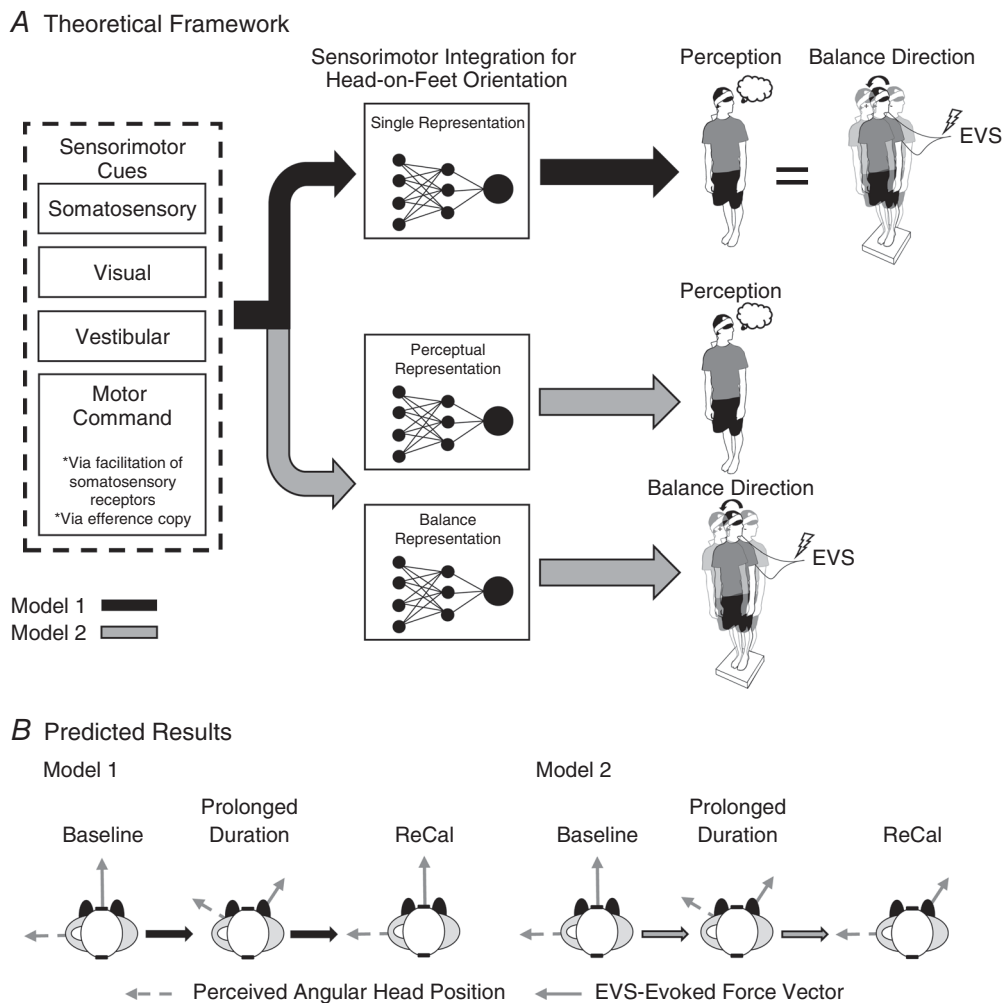 A Theoretical Framework
Sensorimotor Integration for
Head-on-Feet Orientation
Perception
Balance Direction
Sensorimotor
Cues
Somatosensory
Visual
Vestibular
Motor
Command
*Via facilitation of
somatosensory
receptors
*Via efference copy
Single Representation
=
EVS
Perception
Perceptual
Representation
Balance Direction
Balance
Representation
EVS
Model 1
Model 2
B Predicted Results
Model 1
Model 2
Baseline
Prolonged
Duration
ReCal
Baseline
Prolonged
Duration
ReCal
Perceived Angular Head Position
EVS-Evoked Force Vector